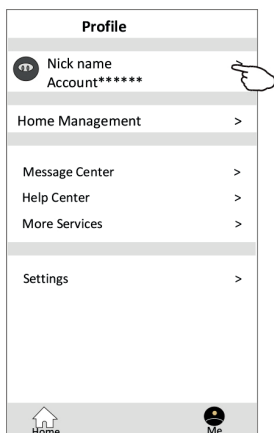 Profile
Nick name
Account******
Home Management >
Message Center >
Help Center >
More Services >
Settings >
Home Me